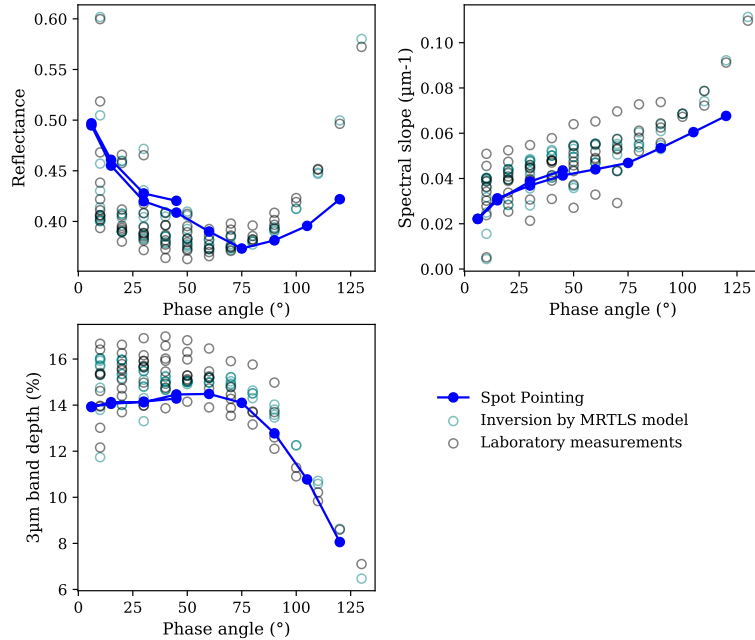 0.60
0.55
0.50
0.45
0.40
Reflectance
0 25 50 75 100 125
Phase angle (°)
0.10
0.08
0.06
0.04
0.02
0.00
Spectral slope (µm-1)
0 25 50 75 100 125
Phase angle (°)
16
14
12
10
8
6
3µm band depth (%)
0 25 50 75 100 125
Phase angle (°)
Spot Pointing
Inversion by MRTLS model
Laboratory measurements